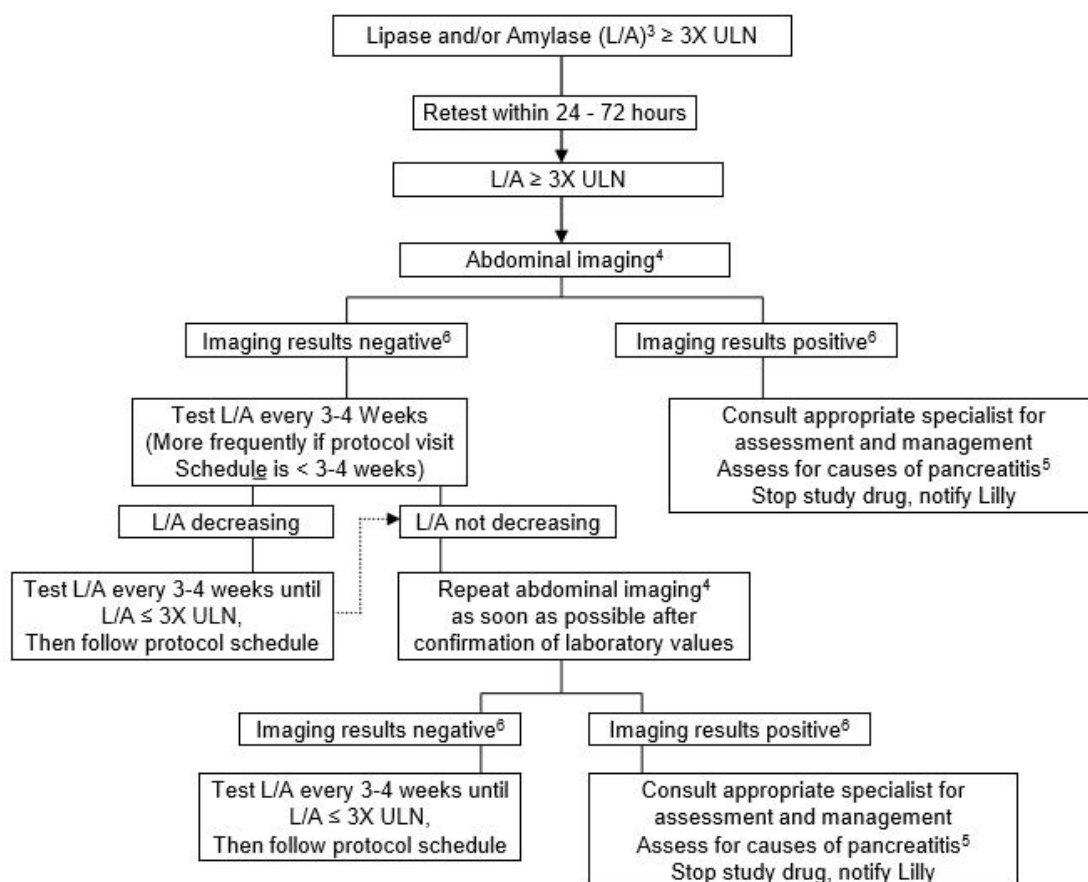 Lipase and/or Amylase (L/A)³ ≥ 3X ULN
Retest within 24 - 72 hours
L/A ≥ 3X ULN
Abdominal imaging⁴
Imaging results negative⁶
Imaging results positive⁶
Test L/A every 3-4 Weeks
(More frequently if protocol visit
Schedule is < 3-4 weeks)
Consult appropriate specialist for
assessment and management
Assess for causes of pancreatitis⁵
Stop study drug, notify Lilly
L/A decreasing
L/A not decreasing
Test L/A every 3-4 weeks until
L/A ≤ 3X ULN,
Then follow protocol schedule
Repeat abdominal imaging⁴
as soon as possible after
confirmation of laboratory values
Imaging results negative⁶
Imaging results positive⁶
Test L/A every 3-4 weeks until
L/A ≤ 3X ULN,
Then follow protocol schedule
Consult appropriate specialist for
assessment and management
Assess for causes of pancreatitis⁵
Stop study drug, notify Lilly